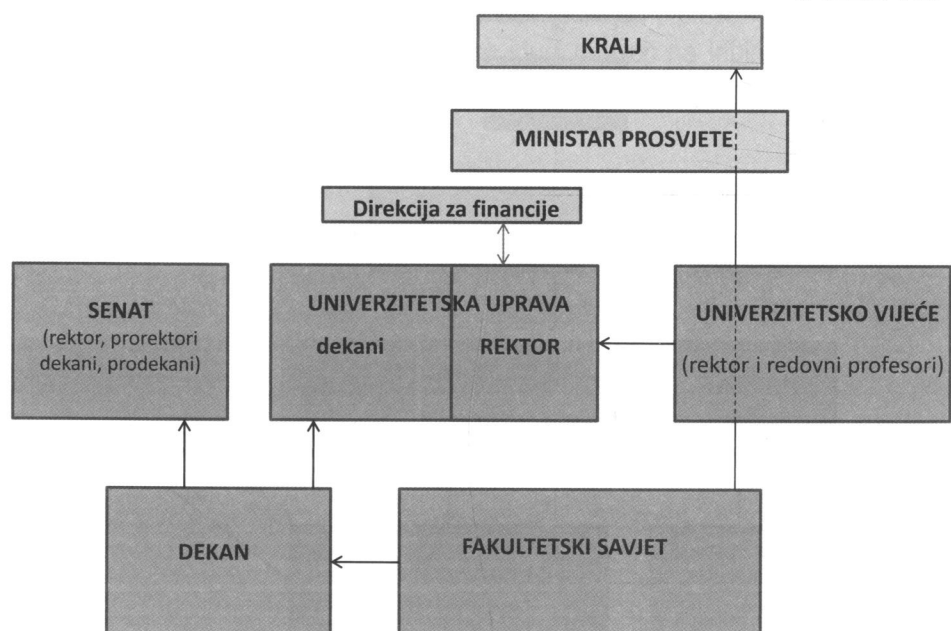 KRALJ
MINISTAR PROSVJETE
Direkcija za financije
SENAT
(rektor, prorektori
dekani, prodekani)
UNIVERZITETSKA UPRAVA
dekani
REKTOR
UNIVERZITETSKO VIJEĆE
(rektor i redovni profesori)
DEKAN
FAKULTETSKI SAVJET